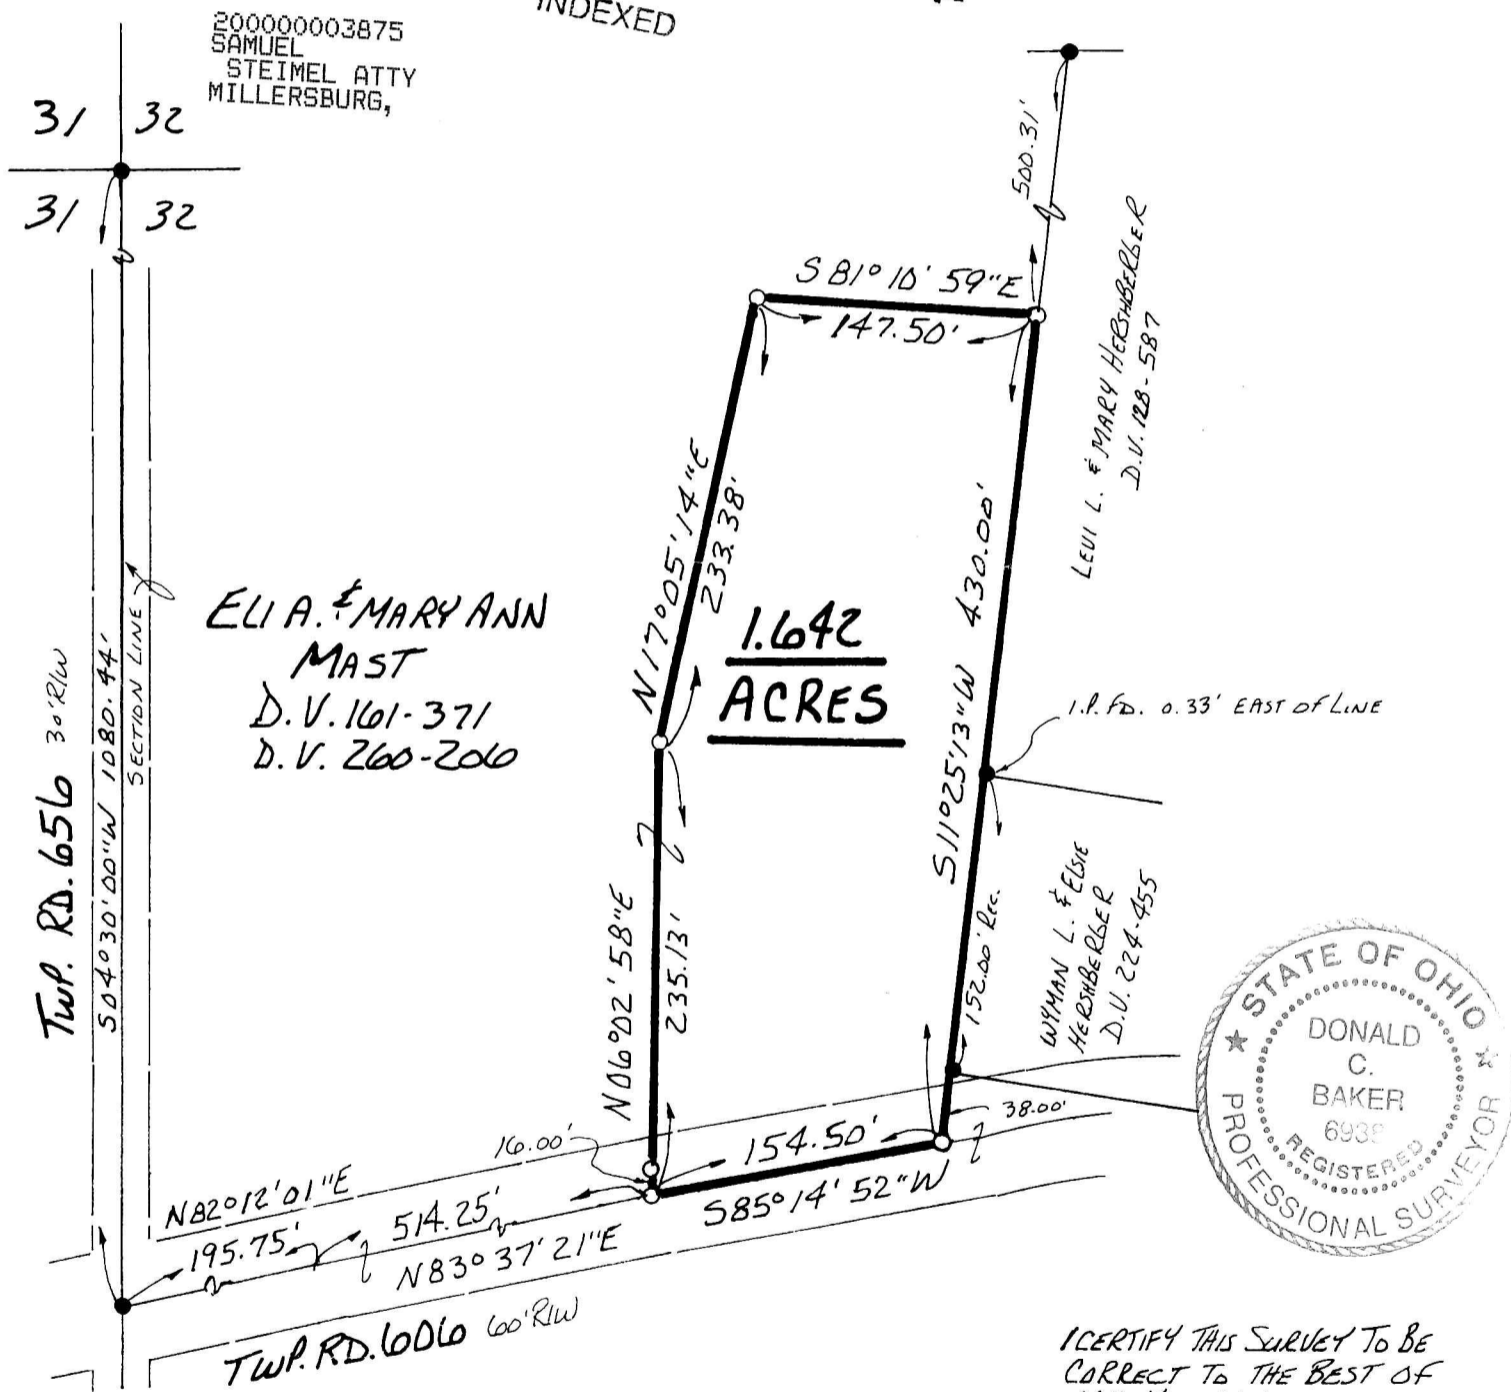 INDEXED
200000003875
SAMUEL
STEIMEL ATTY
MILLERSBURG,
31 32
31 32
500.31'
S 81° 10' 59" E
147.50'
LEVI L. & MARY HERSHBERGER
D.V. 128-587
N 17° 05' 14" E
233.38'
S 11° 25' 13" W 430.00'
ELI A. & MARY ANN
MAST
D.V. 161-371
D.V. 260-206
1.642
ACRES
I.P. FD. 0.33' EAST OF LINE
TWP. RD. 656 30' R/W
S 04° 30' 00" W 1080.44'
SECTION LINE
N 06° 02' 58" E
235.13'
152.00' REC.
WYMAN L. & ELSIE
HERSHBERGER
D.V. 224-455
38.00'
16.00'
154.50'
S 85° 14' 52" W
N 82° 12' 01" E
195.75'
514.25'
N 83° 37' 21" E
TWP. RD. 606 60' R/W
STATE OF OHIO
DONALD
C.
BAKER
REGISTERED
PROFESSIONAL SURVEYOR
I CERTIFY THIS SURVEY TO BE
CORRECT TO THE BEST OF